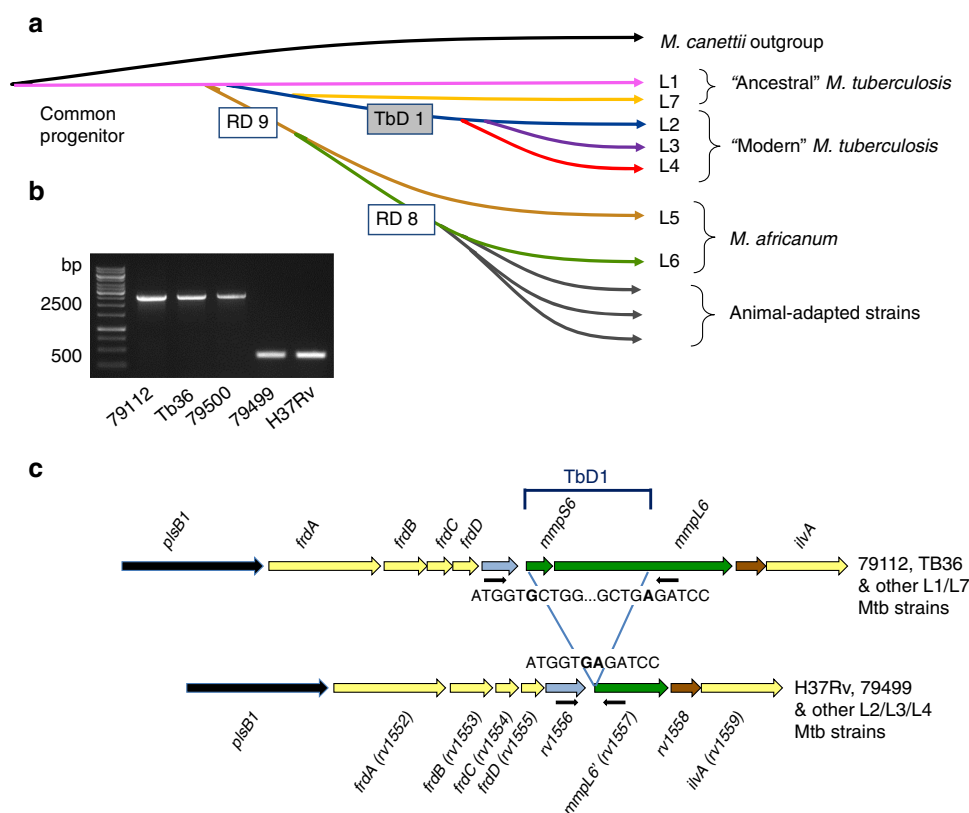 a
M. canettii outgroup
L1
"Ancestral" M. tuberculosis
L7
Common
progenitor
RD 9
TbD 1
L2
L3
"Modern" M. tuberculosis
L4
RD 8
L5
M. africanum
L6
Animal-adapted strains
b
bp
2500
500
79112
Tb36
79500
79499
H37Rv
c
TbD1
plsB1
frdA
frdB
frdC
frdD
mmpS6
mmpL6
ilvA
79112, TB36
& other L1/L7
Mtb strains
ATGGTGCTGG...GCTGAGATCC
ATGGTGAGATCC
H37Rv, 79499
& other L2/L3/L4
Mtb strains
plsB1
frdA (rv1552)
frdB (rv1553)
frdC (rv1554)
frdD (rv1555)
rv1556
mmpL6' (rv1557)
rv1558
ilvA (rv1559)